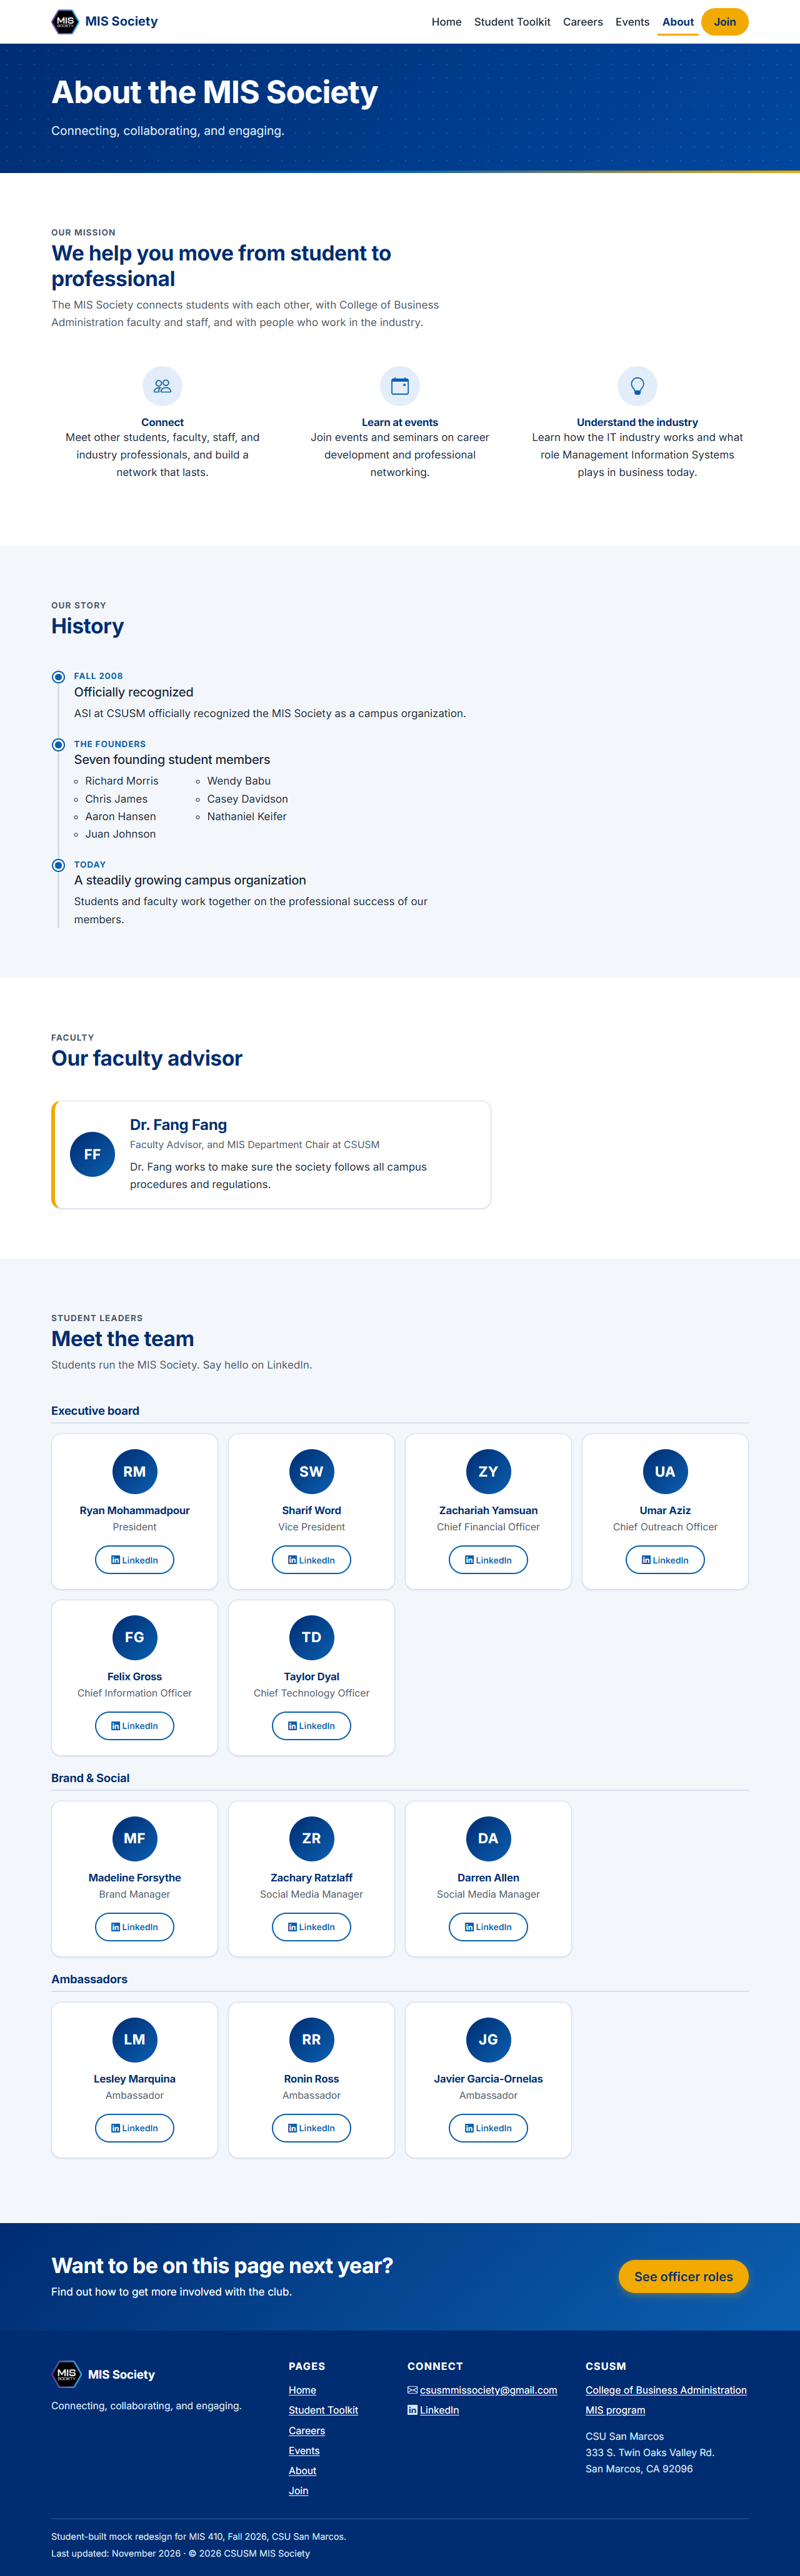 MIS SOCIETY
MIS Society
Home Student Toolkit Careers Events About Join
About the MIS Society
Connecting, collaborating, and engaging.
OUR MISSION
We help you move from student to
professional
The MIS Society connects students with each other, with College of Business
Administration faculty and staff, and with people who work in the industry.
Connect
Meet other students, faculty, staff, and
industry professionals, and build a
network that lasts.
Learn at events
Join events and seminars on career
development and professional
networking.
Understand the industry
Learn how the IT industry works and what
role Management Information Systems
plays in business today.
OUR STORY
History
FALL 2008
Officially recognized
ASI at CSUSM officially recognized the MIS Society as a campus organization.
THE FOUNDERS
Seven founding student members
Richard Morris
Chris James
Aaron Hansen
Juan Johnson
Wendy Babu
Casey Davidson
Nathaniel Keifer
TODAY
A steadily growing campus organization
Students and faculty work together on the professional success of our
members.
FACULTY
Our faculty advisor
FF
Dr. Fang Fang
Faculty Advisor, and MIS Department Chair at CSUSM
Dr. Fang works to make sure the society follows all campus
procedures and regulations.
STUDENT LEADERS
Meet the team
Students run the MIS Society. Say hello on LinkedIn.
Executive board
RM
Ryan Mohammadpour
President
LinkedIn
SW
Sharif Word
Vice President
LinkedIn
ZY
Zachariah Yamsuan
Chief Financial Officer
LinkedIn
UA
Umar Aziz
Chief Outreach Officer
LinkedIn
FG
Felix Gross
Chief Information Officer
LinkedIn
TD
Taylor Dyal
Chief Technology Officer
LinkedIn
Brand & Social
MF
Madeline Forsythe
Brand Manager
LinkedIn
ZR
Zachary Ratzlaff
Social Media Manager
LinkedIn
DA
Darren Allen
Social Media Manager
LinkedIn
Ambassadors
LM
Lesley Marquina
Ambassador
LinkedIn
RR
Ronin Ross
Ambassador
LinkedIn
JG
Javier Garcia-Ornelas
Ambassador
LinkedIn
Want to be on this page next year?
Find out how to get more involved with the club.
See officer roles
MIS SOCIETY
MIS Society
Connecting, collaborating, and engaging.
PAGES
Home
Student Toolkit
Careers
Events
About
Join
CONNECT
csusmmissociety@gmail.com
LinkedIn
CSUSM
College of Business Administration
MIS program
CSU San Marcos
333 S. Twin Oaks Valley Rd.
San Marcos, CA 92096
Student-built mock redesign for MIS 410, Fall 2026, CSU San Marcos.
Last updated: November 2026 · © 2026 CSUSM MIS Society